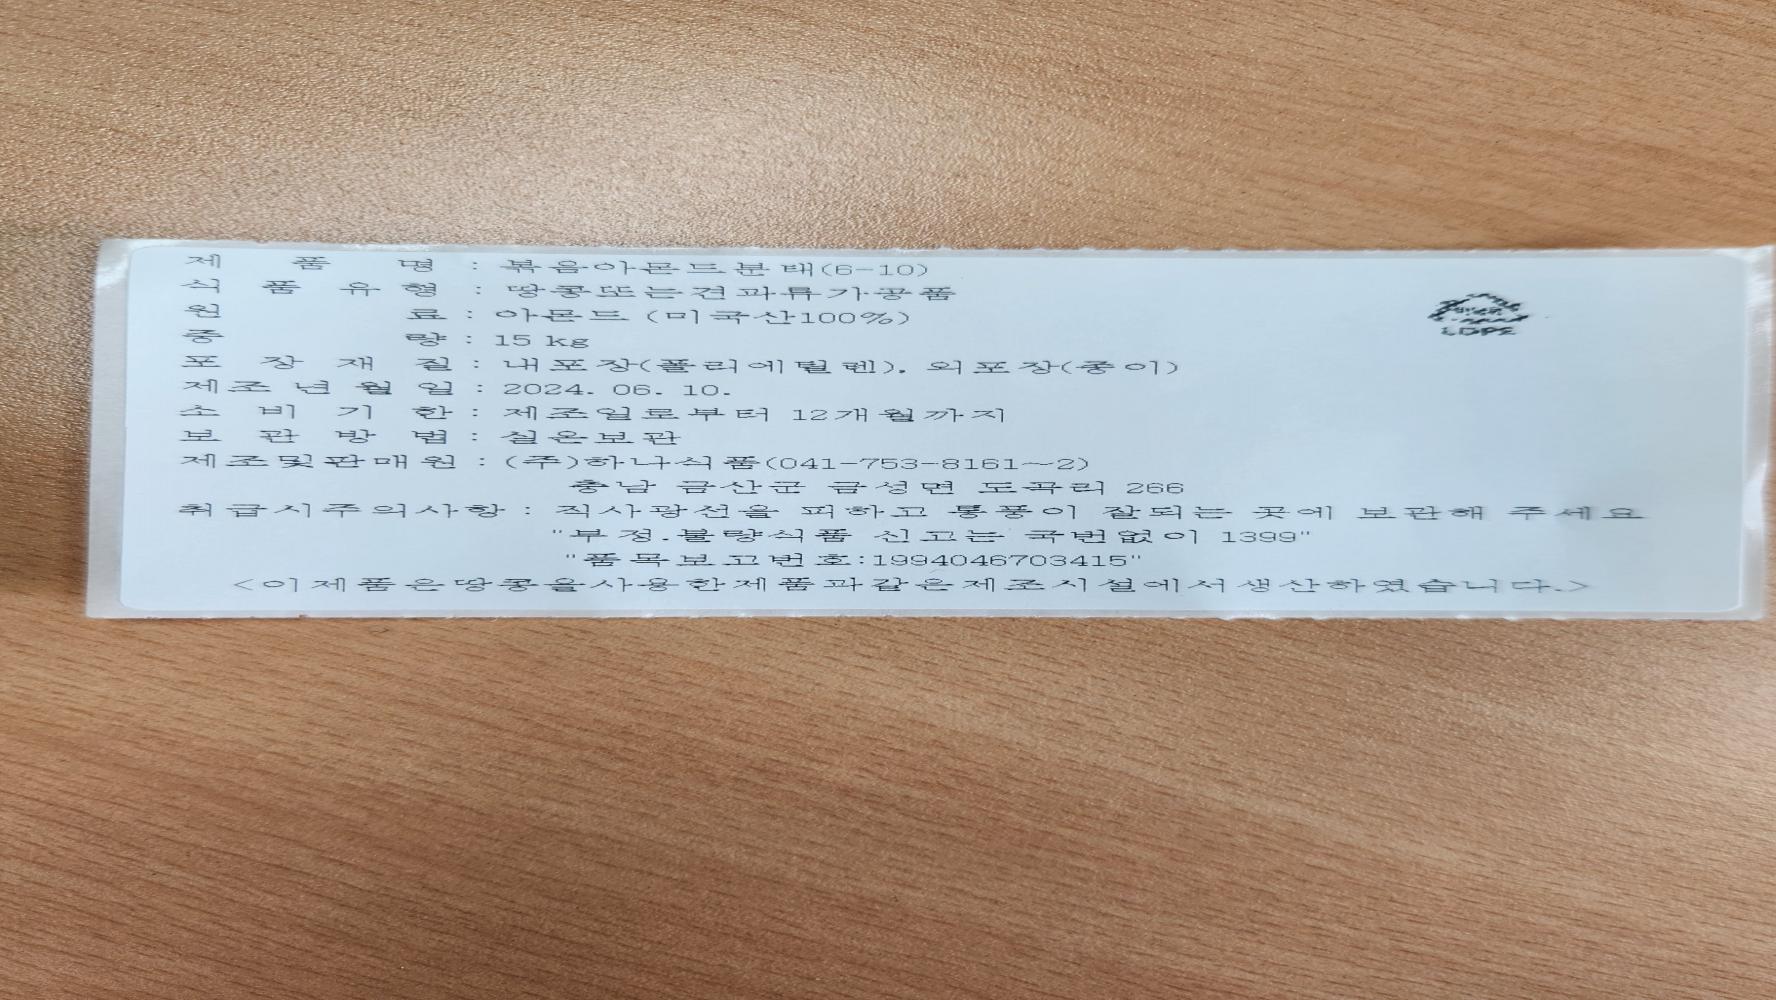 제 품 명 : 볶음아몬드분태(6-10)
식 품 유 형 : 땅콩또는견과류가공품
원 료 : 아몬드 (미국산100%)
중 량 : 15 kg
포 장 재 질 : 내포장(폴리에틸렌), 외포장(종이)
제 조 년 월 일 : 2024. 06. 10.
소 비 기 한 : 제조일로부터 12개월까지
보 관 방 법 : 실온보관
제조및판매원 : (주)하나식품(041-753-8161~2)
충남 금산군 금성면 도곡리 266
취급시주의사항 : 직사광선을 피하고 통풍이 잘되는 곳에 보관해 주세요
"부정.불량식품 신고는 국번없이 1399"
"품목보고번호:1994046703415"
<이제품은땅콩을사용한제품과같은제조시설에서생산하였습니다.>
LDPE